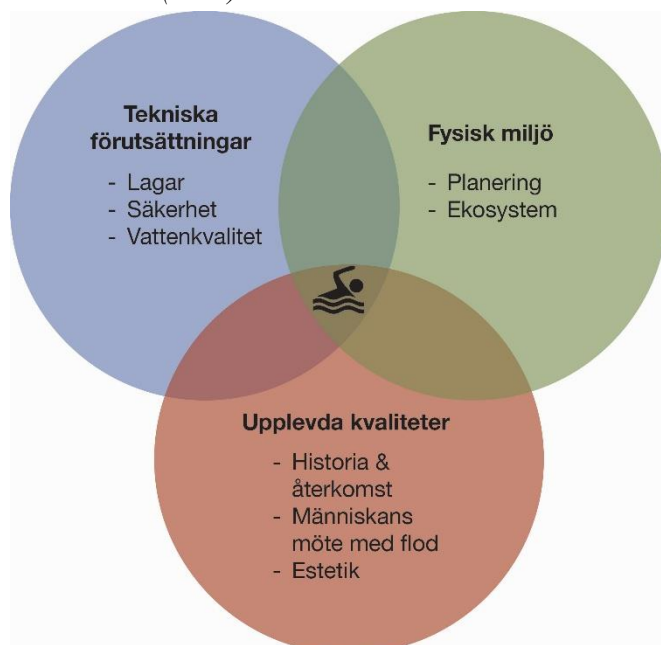 Tekniska
förutsättningar
- Lagar
- Säkerhet
- Vattenkvalitet
Fysisk miljö
- Planering
- Ekosystem
Upplevda kvaliteter
- Historia &
återkomst
- Människans
möte med flod
- Estetik